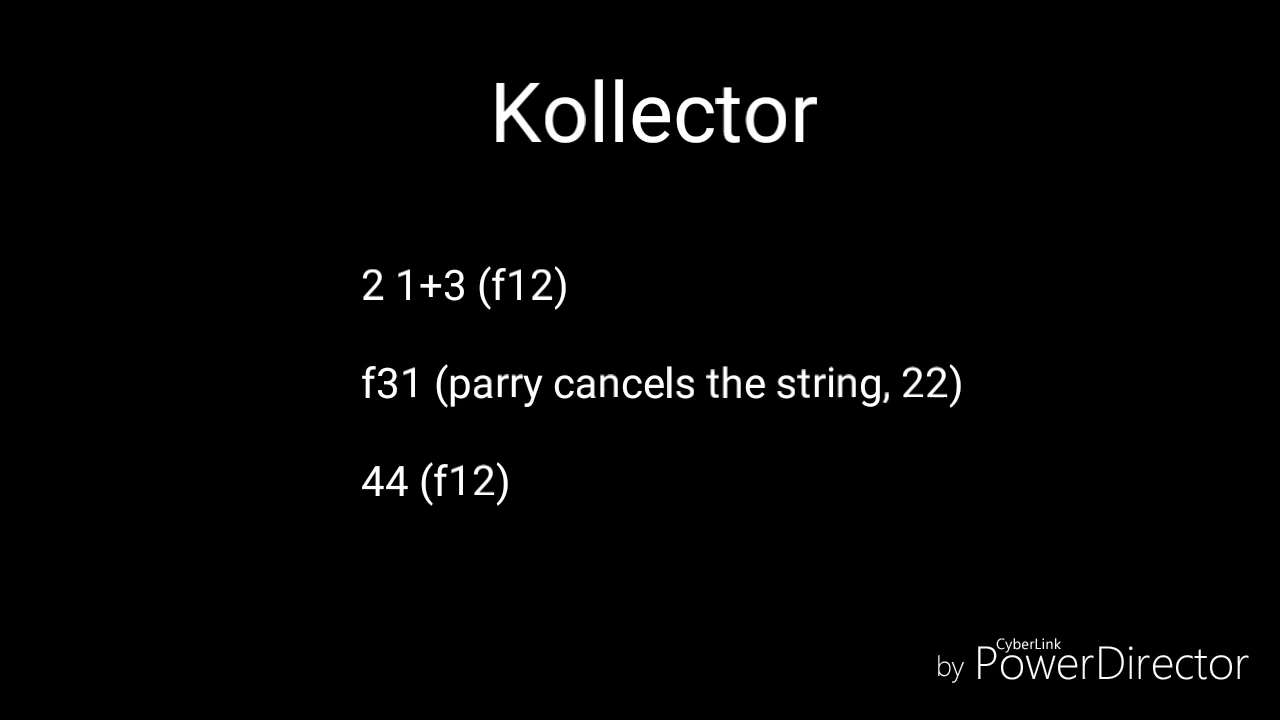 Kollector
2 1+3 (f12)
f31 (parry cancels the string, 22)
44 (f12)
by CyberLink PowerDirector